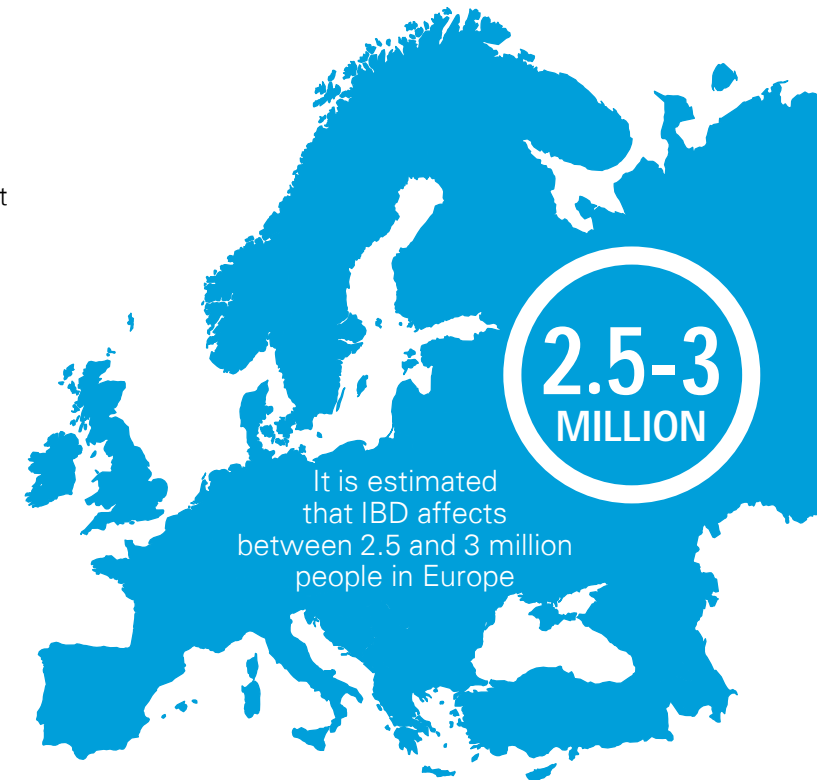 t
2.5-3
MILLION
It is estimated
that IBD affects
between 2.5 and 3 million
people in Europe